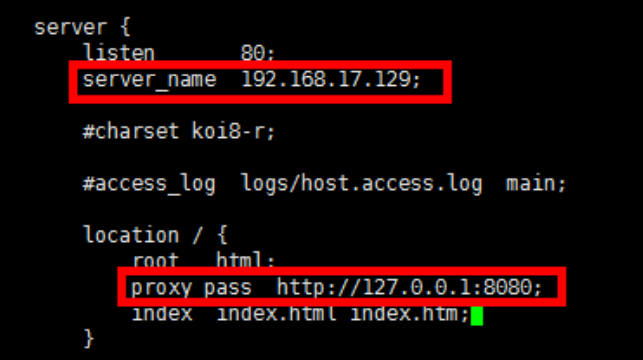 server {
listen 80;
server_name 192.168.17.129;
#charset koi8-r;
#access_log logs/host.access.log main;
location / {
root html;
proxy_pass http://127.0.0.1:8080;
index index.html index.htm;
}